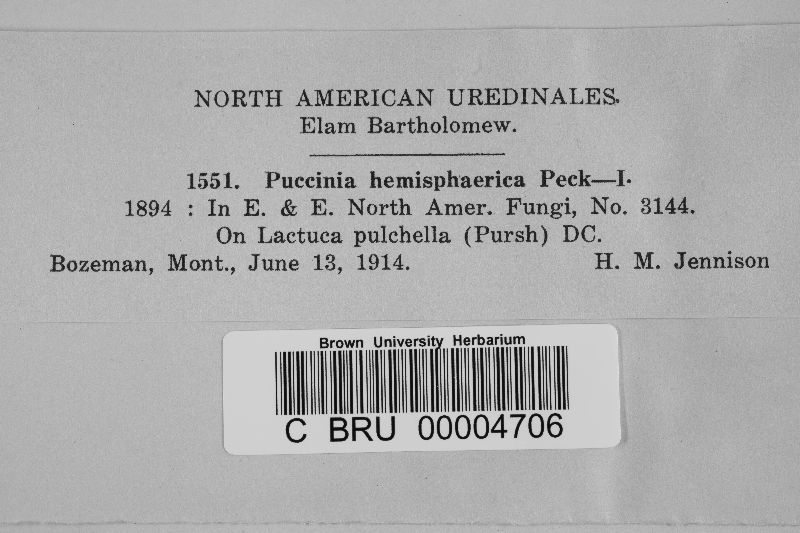 NORTH AMERICAN UREDINALES.
Elam Bartholomew.
1551. Puccinia hemisphaerica Peck—I.
1894 : In E. & E. North Amer. Fungi, No. 3144.
On Lactuca pulchella (Pursh) DC.
Bozeman, Mont., June 13, 1914. H. M. Jennison
Brown University Herbarium
C BRU 00004706